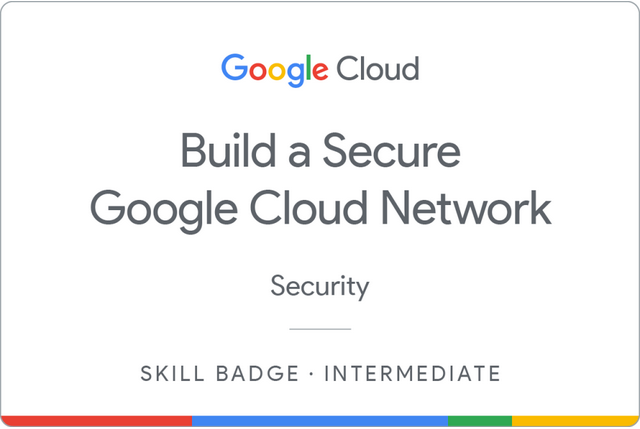 Google Cloud
Build a Secure
Google Cloud Network
Security
SKILL BADGE · INTERMEDIATE